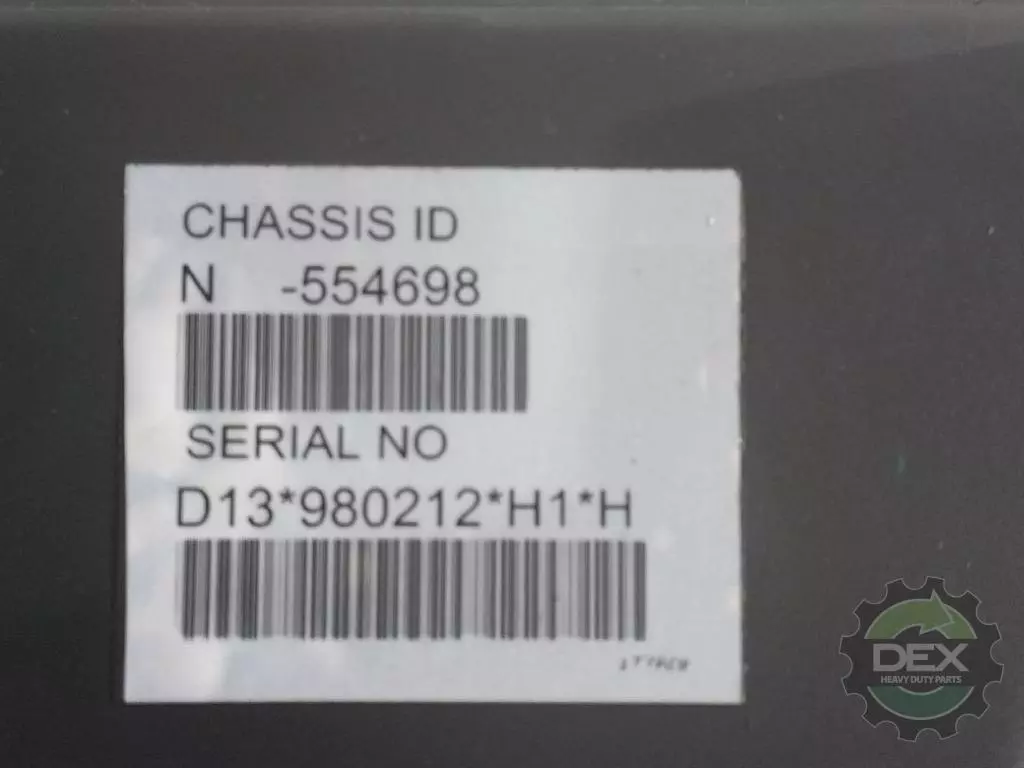 CHASSIS ID
N -554698
SERIAL NO
D13*980212*H1*H
DEX
HEAVY DUTY PARTS